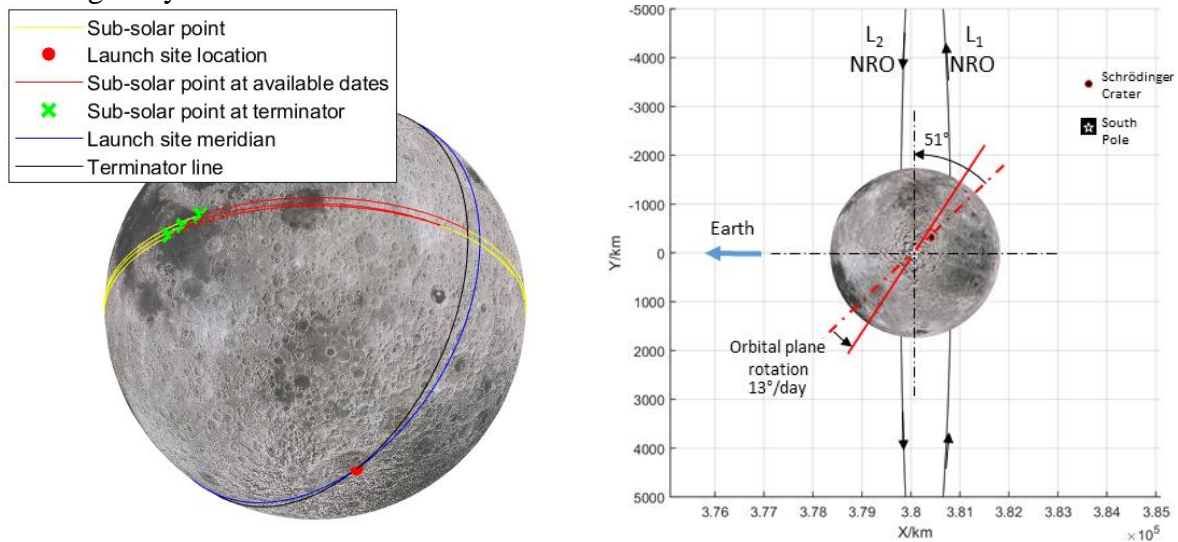 Sub-solar point
Launch site location
Sub-solar point at available dates
Sub-solar point at terminator
Launch site meridian
Terminator line
-5000
-4000
-3000
-2000
-1000
0
1000
2000
3000
4000
5000
Y/km
L2
NRO
L1
NRO
Schrödinger
Crater
South
Pole
51°
Earth
Orbital plane
rotation
13°/day
3.76 3.77 3.78 3.79 3.8 3.81 3.82 3.83 3.84 3.85
X/km
×10^5